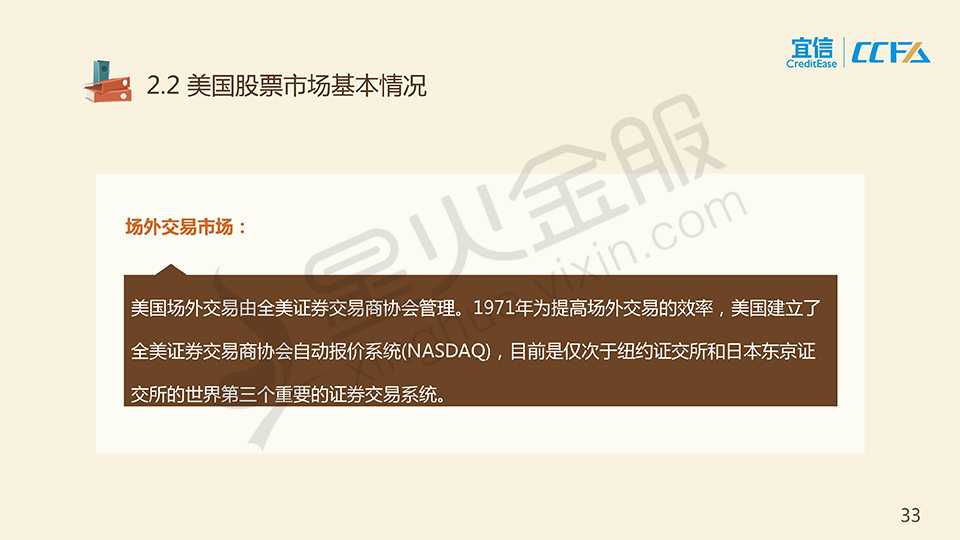 宜信
CreditEase
CCFA
2.2 美国股票市场基本情况
场外交易市场：
美国场外交易由全美证券交易商协会管理。1971年为提高场外交易的效率，美国建立了
全美证券交易商协会自动报价系统(NASDAQ)，目前是仅次于纽约证交所和日本东京证
交所的世界第三个重要的证券交易系统。
星火金服
xinghuo.yixin.com
33